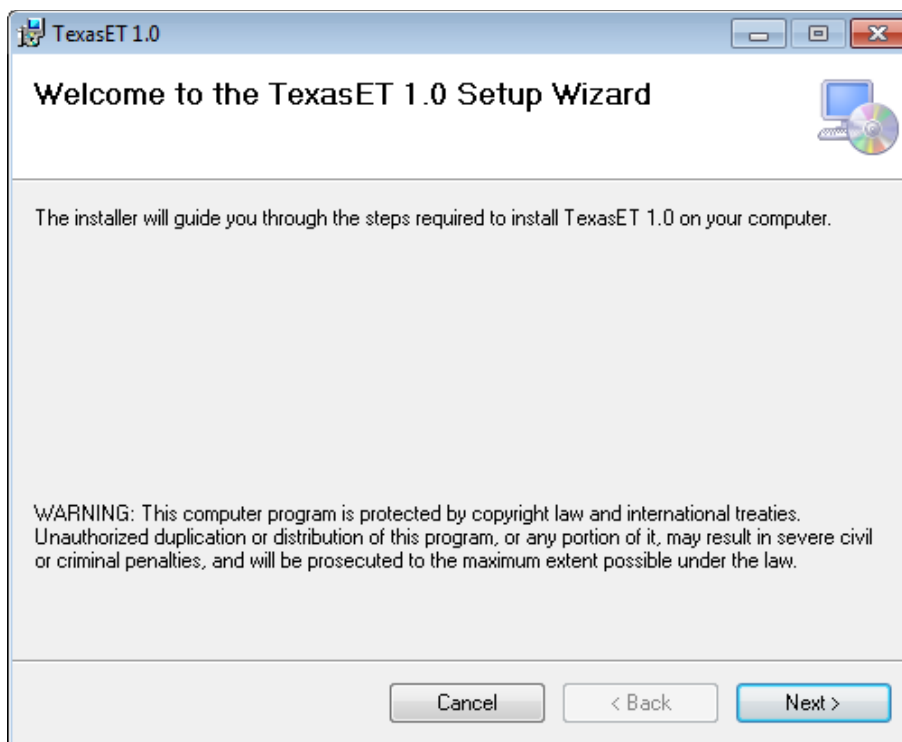 TexasET 1.0
Welcome to the TexasET 1.0 Setup Wizard
The installer will guide you through the steps required to install TexasET 1.0 on your computer.
WARNING: This computer program is protected by copyright law and international treaties.
Unauthorized duplication or distribution of this program, or any portion of it, may result in severe civil
or criminal penalties, and will be prosecuted to the maximum extent possible under the law.
Cancel
< Back
Next >